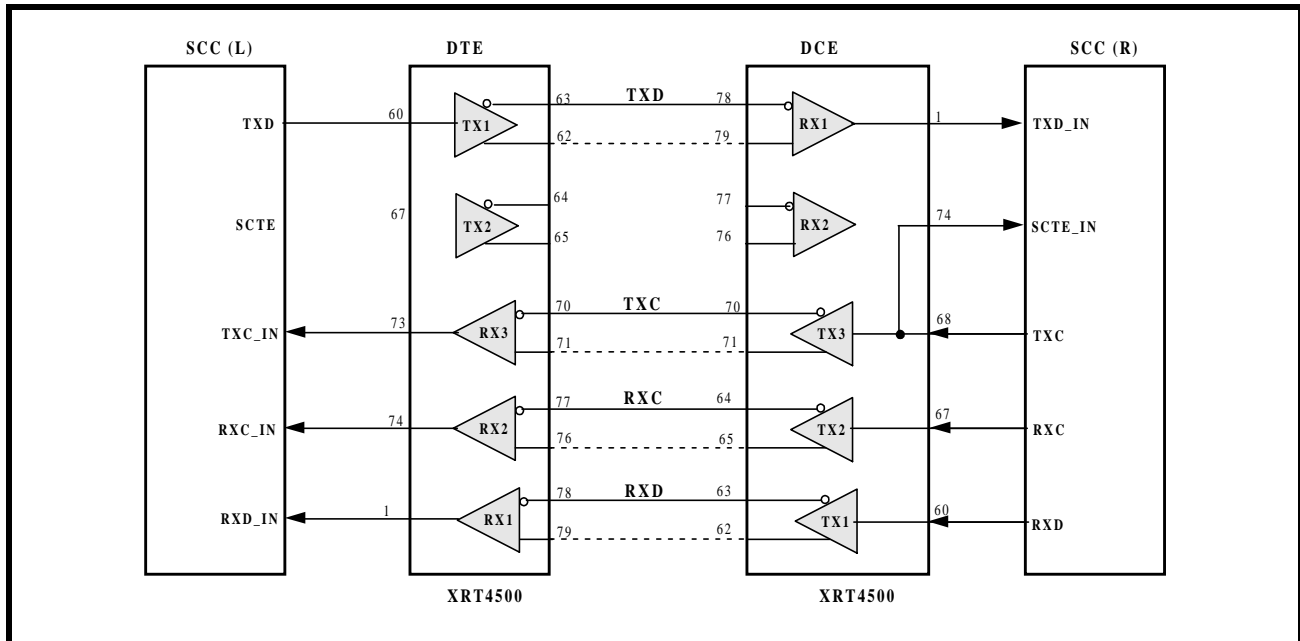 SCC (L) DTE DCE SCC (R)
TXD 60 TX1 63 TXD 78 RX1 1 TXD_IN
62 79
SCTE 67 TX2 64 77 RX2 74 SCTE_IN
65 76
TXC_IN 73 RX3 70 TXC 70 TX3 68 TXC
71 71
RXC_IN 74 RX2 77 RXC 64 TX2 67 RXC
76 65
RXD_IN 1 RX1 78 RXD 63 TX1 60 RXD
79 62
XRT4500 XRT4500